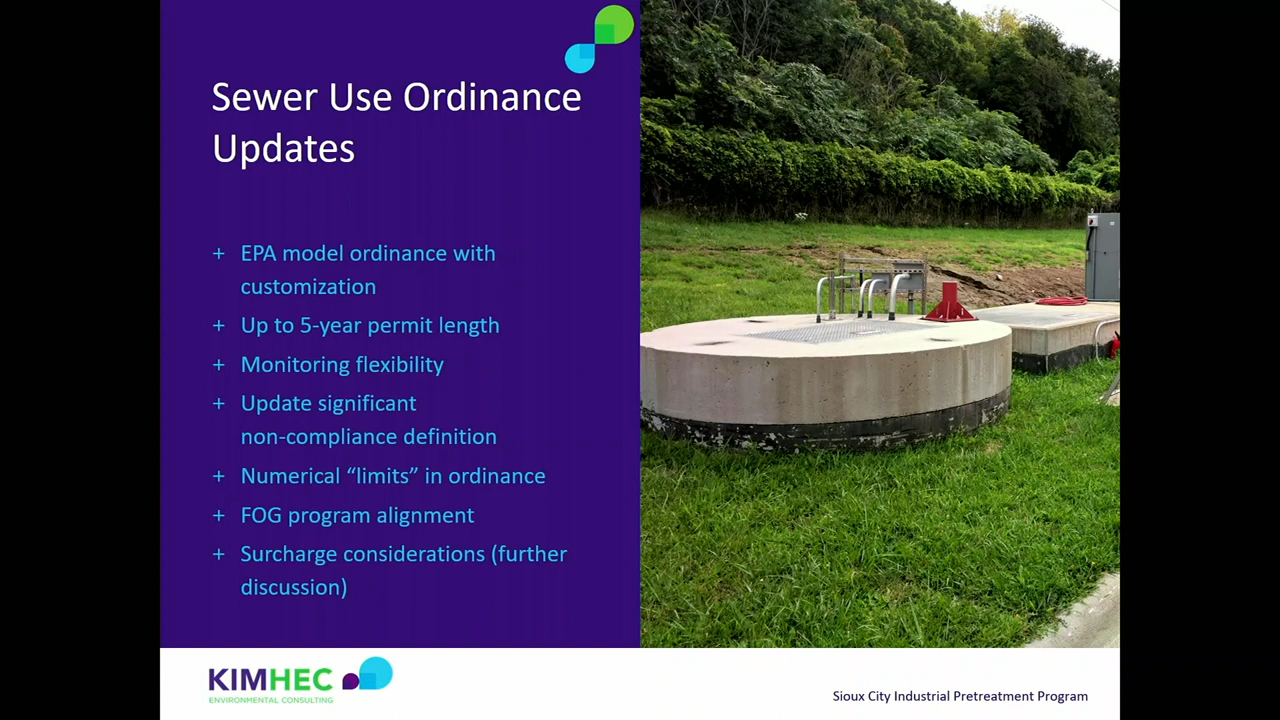 Sewer Use Ordinance
Updates
+ EPA model ordinance with
customization
+ Up to 5-year permit length
+ Monitoring flexibility
+ Update significant
non-compliance definition
+ Numerical “limits” in ordinance
+ FOG program alignment
+ Surcharge considerations (further
discussion)
KIMHEC
ENVIRONMENTAL CONSULTING
Sioux City Industrial Pretreatment Program